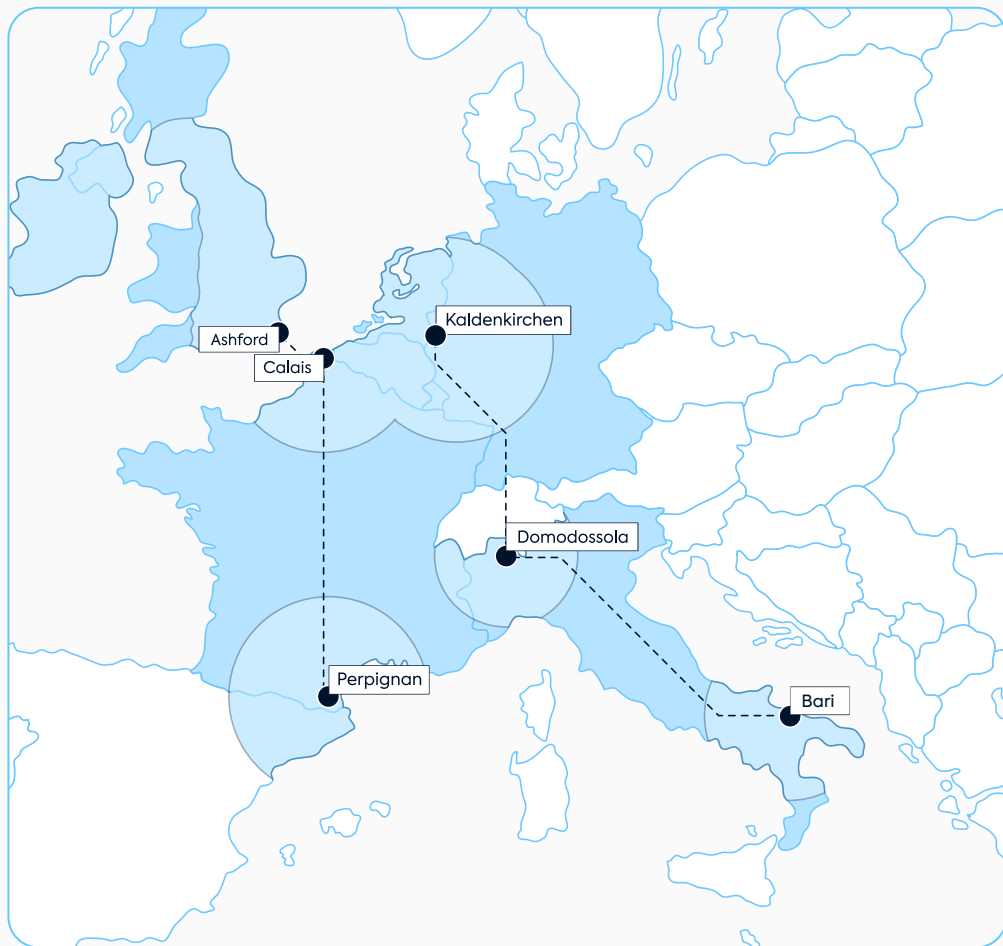 Kaldenkirchen
Ashford
Calais
Domodossola
Perpignan
Bari